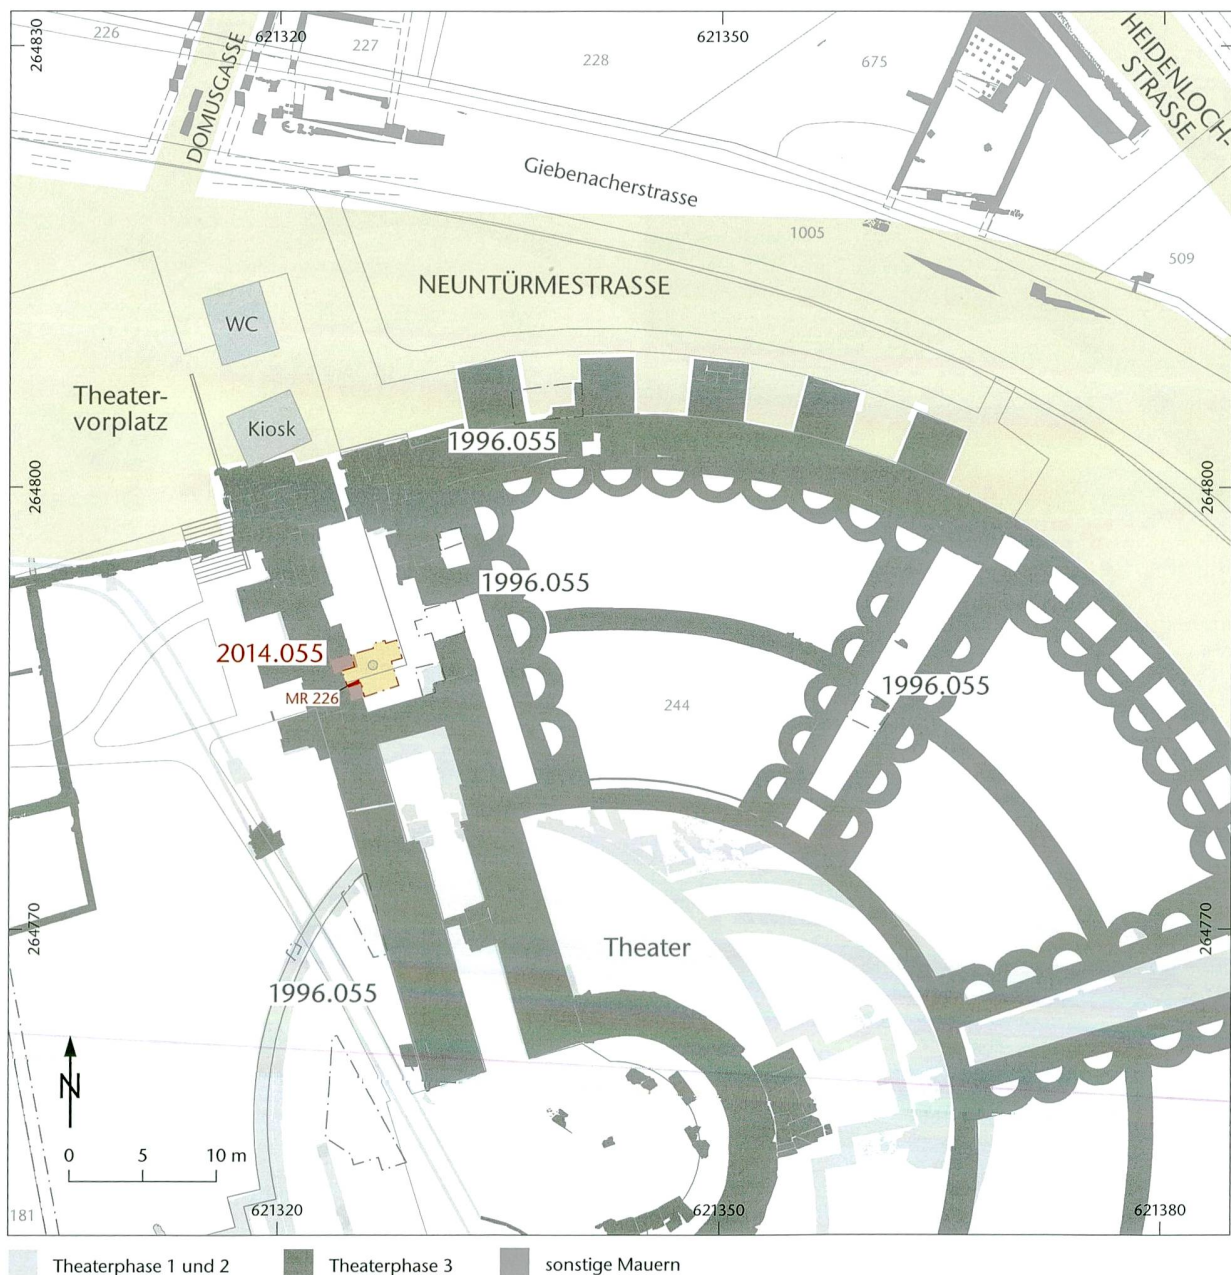 264830
226
DOMUSGASSE
621320
227
228
621350
675
HEIDENLOCH-
STRASSE
Giebenacherstrasse
1005
509
NEUNTÜRMESTRASSE
WC
Theater-
vorplatz
Kiosk
1996.055
264800
264800
1996.055
2014.055
MR 226
244
1996.055
264770
264770
Theater
1996.055
N
0 5 10 m
181
621320
621350
621380
Theaterphase 1 und 2
Theaterphase 3
sonstige Mauern